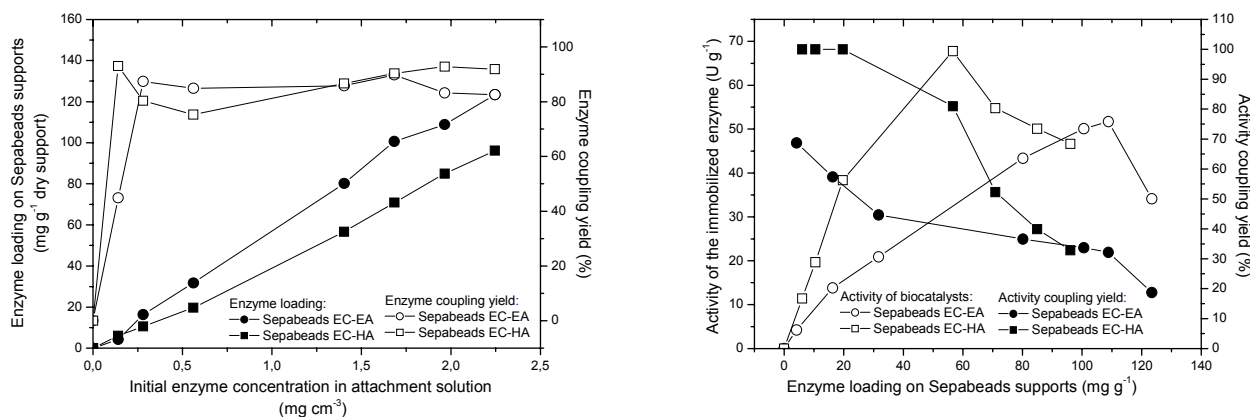 160
140
120
100
80
60
40
20
0
Enzyme loading on Sepabeads supports
(mg g-1 dry support)
100
80
60
40
20
0
Enzyme coupling yield
(%)
Enzyme loading:
Sepabeads EC-EA
Sepabeads EC-HA
Enzyme coupling yield:
Sepabeads EC-EA
Sepabeads EC-HA
0,0 0,5 1,0 1,5 2,0 2,5
Initial enzyme concentration in attachment solution
(mg cm-3)
70
60
50
40
30
20
10
0
Activity of the immobilized enzyme (U g-1)
110
100
90
80
70
60
50
40
30
20
10
0
Activity coupling yield
(%)
Activity of biocatalysts:
Sepabeads EC-EA
Sepabeads EC-HA
Activity coupling yield:
Sepabeads EC-EA
Sepabeads EC-HA
0 20 40 60 80 100 120 140
Enzyme loading on Sepabeads supports (mg g-1)